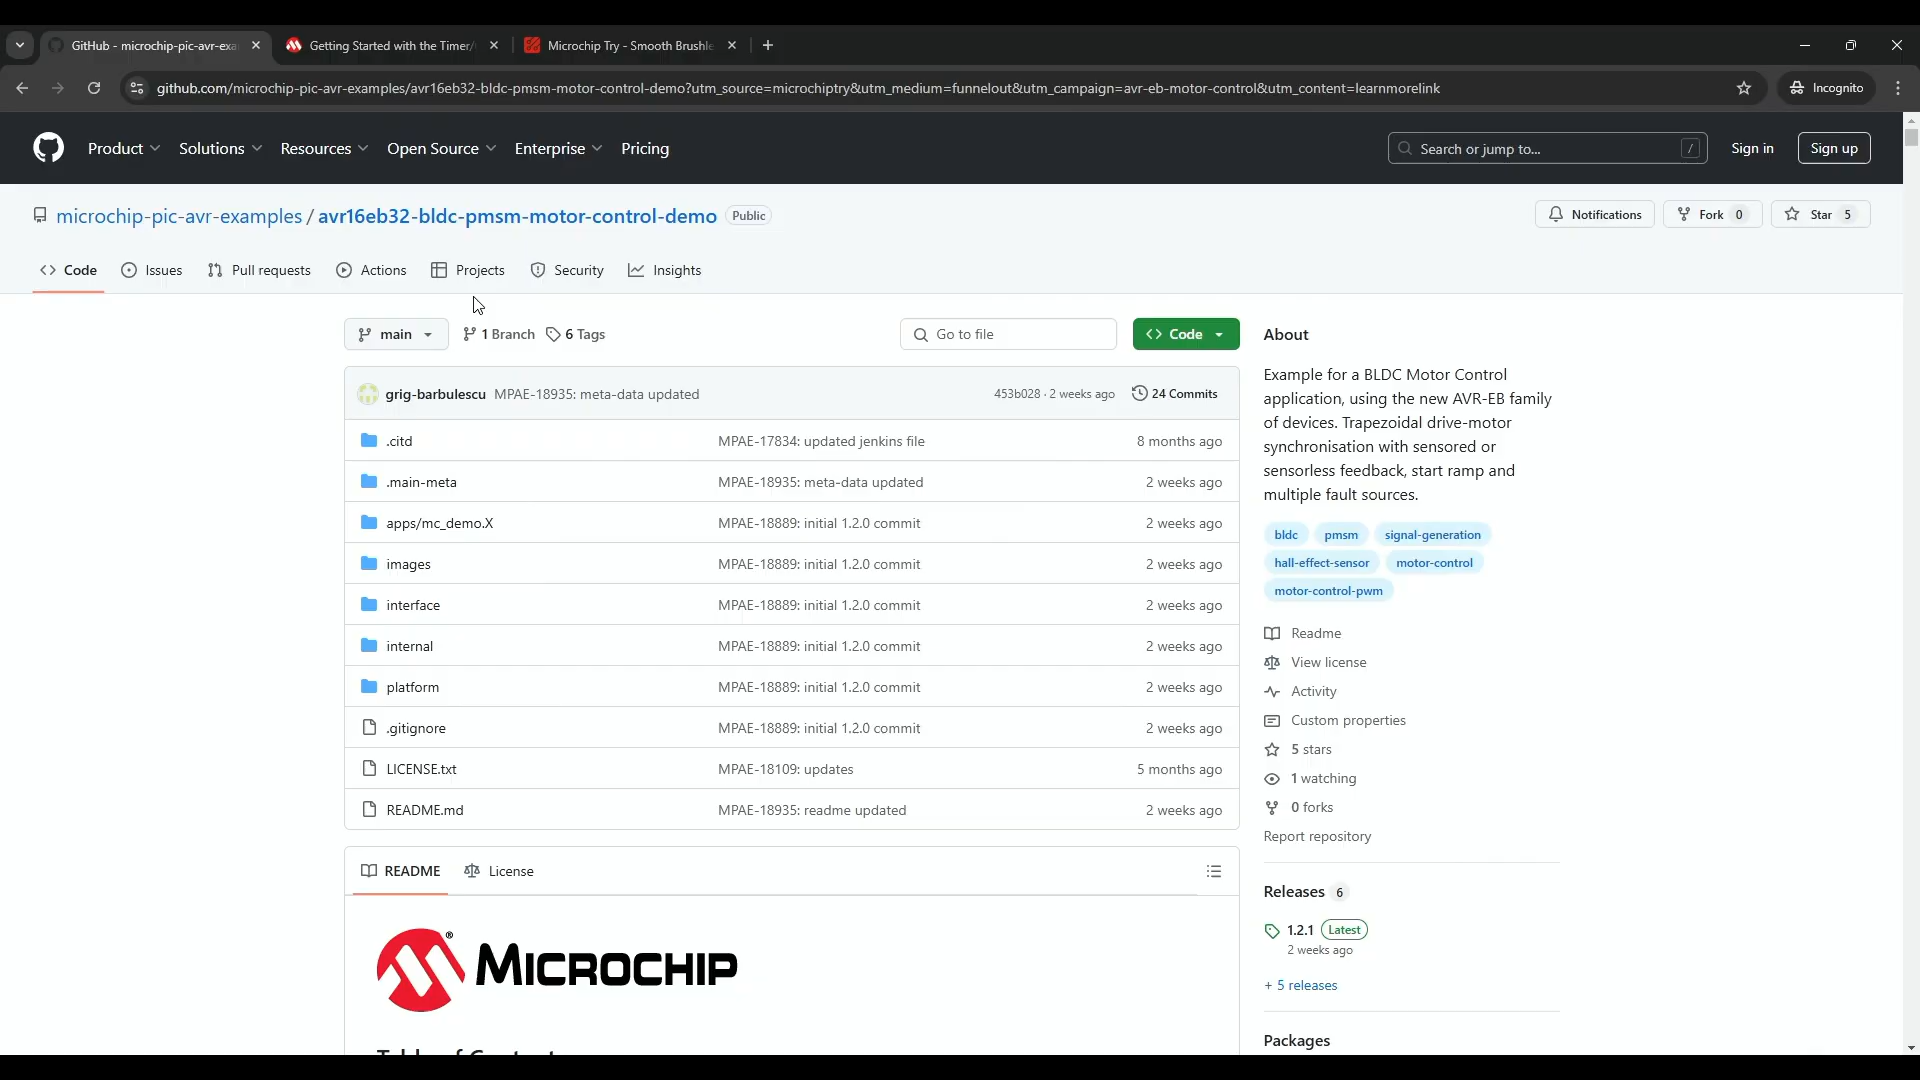 GitHub - microchip-pic-avr-exa
Getting Started with the Timer/
Microchip Try - Smooth Brushle
github.com/microchip-pic-avr-examples/avr16eb32-bldc-pmsm-motor-control-demo?utm_source=microchiptry&utm_medium=funnelout&utm_campaign=avr-eb-motor-control&utm_content=learnmorelink
Incognito
Product
Solutions
Resources
Open Source
Enterprise
Pricing
Search or jump to...
/
Sign in
Sign up
microchip-pic-avr-examples / avr16eb32-bldc-pmsm-motor-control-demo Public
Notifications
Fork 0
Star 5
Code
Issues
Pull requests
Actions
Projects
Security
Insights
main
1 Branch
6 Tags
Go to file
Code
grig-barbulescu MPAE-18935: meta-data updated 453b028 · 2 weeks ago 24 Commits
.citd MPAE-17834: updated jenkins file 8 months ago
.main-meta MPAE-18935: meta-data updated 2 weeks ago
apps/mc_demo.X MPAE-18889: initial 1.2.0 commit 2 weeks ago
images MPAE-18889: initial 1.2.0 commit 2 weeks ago
interface MPAE-18889: initial 1.2.0 commit 2 weeks ago
internal MPAE-18889: initial 1.2.0 commit 2 weeks ago
platform MPAE-18889: initial 1.2.0 commit 2 weeks ago
.gitignore MPAE-18889: initial 1.2.0 commit 2 weeks ago
LICENSE.txt MPAE-18109: updates 5 months ago
README.md MPAE-18935: readme updated 2 weeks ago
README
License
MICROCHIP
Table of Content
About
Example for a BLDC Motor Control
application, using the new AVR-EB family
of devices. Trapezoidal drive-motor
synchronisation with sensored or
sensorless feedback, start ramp and
multiple fault sources.
bldc pmsm signal-generation
hall-effect-sensor motor-control
motor-control-pwm
Readme
View license
Activity
Custom properties
5 stars
1 watching
0 forks
Report repository
Releases 6
1.2.1 Latest
2 weeks ago
+ 5 releases
Packages